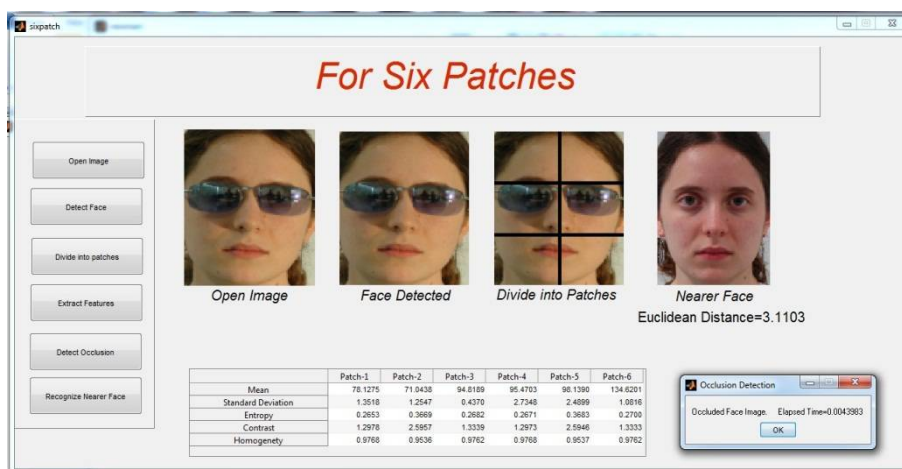 sixpatch
For Six Patches
Open Image
Detect Face
Divide into patches
Extract Features
Detect Occlusion
Recognize Nearer Face
Open Image
Face Detected
Divide into Patches
Nearer Face
Euclidean Distance=3.1103
Patch-1 Patch-2 Patch-3 Patch-4 Patch-5 Patch-6
Mean 78.1275 71.0438 94.8189 95.4703 98.1390 134.6201
Standard Deviation 1.3518 1.2547 0.4370 2.7348 2.4899 1.0816
Entropy 0.2653 0.3669 0.2682 0.2671 0.3683 0.2700
Contrast 1.2978 2.5957 1.3339 1.2973 2.5946 1.3333
Homogenety 0.9768 0.9536 0.9762 0.9768 0.9537 0.9762
Occlusion Detection
Occluded Face Image. Elapsed Time=0.0043983
OK